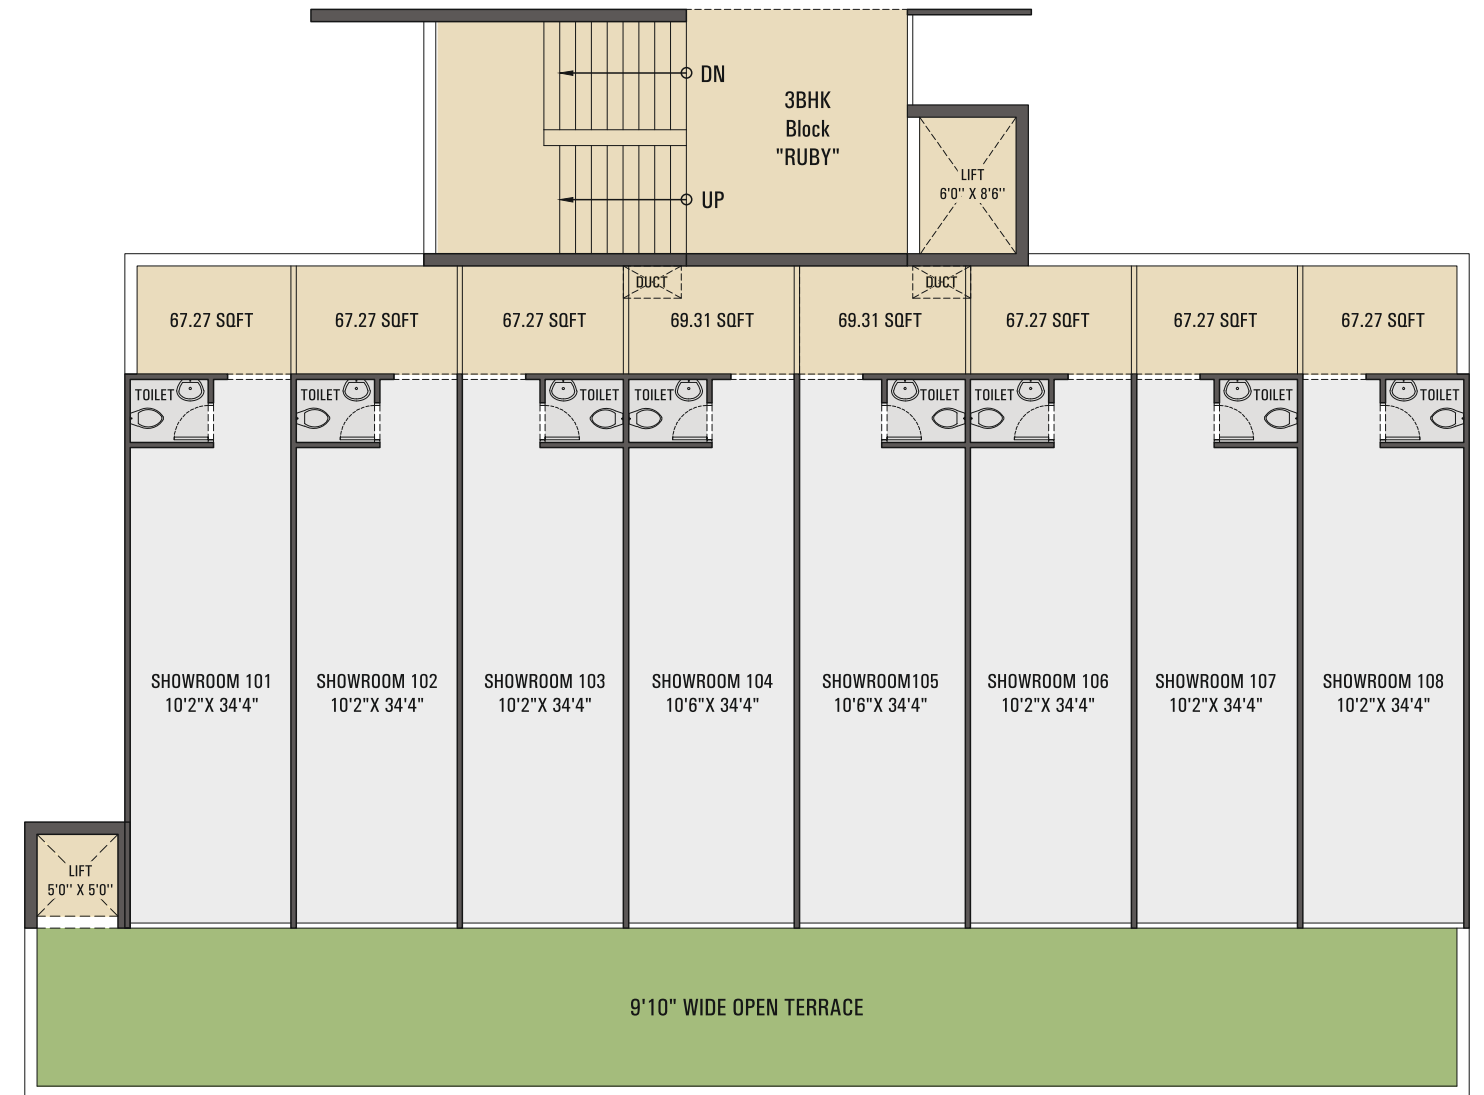 DN
3BHK
Block
"RUBY"
LIFT
6'0'' X 8'6''
UP
DUCT
DUCT
67.27 SQFT
67.27 SQFT
67.27 SQFT
69.31 SQFT
69.31 SQFT
67.27 SQFT
67.27 SQFT
67.27 SQFT
TOILET
TOILET
TOILET
TOILET
TOILET
TOILET
TOILET
TOILET
SHOWROOM 101
10'2"X 34'4"
SHOWROOM 102
10'2"X 34'4"
SHOWROOM 103
10'2"X 34'4"
SHOWROOM 104
10'6"X 34'4"
SHOWROOM105
10'6"X 34'4"
SHOWROOM 106
10'2"X 34'4"
SHOWROOM 107
10'2"X 34'4"
SHOWROOM 108
10'2"X 34'4"
LIFT
5'0'' X 5'0''
9'10" WIDE OPEN TERRACE